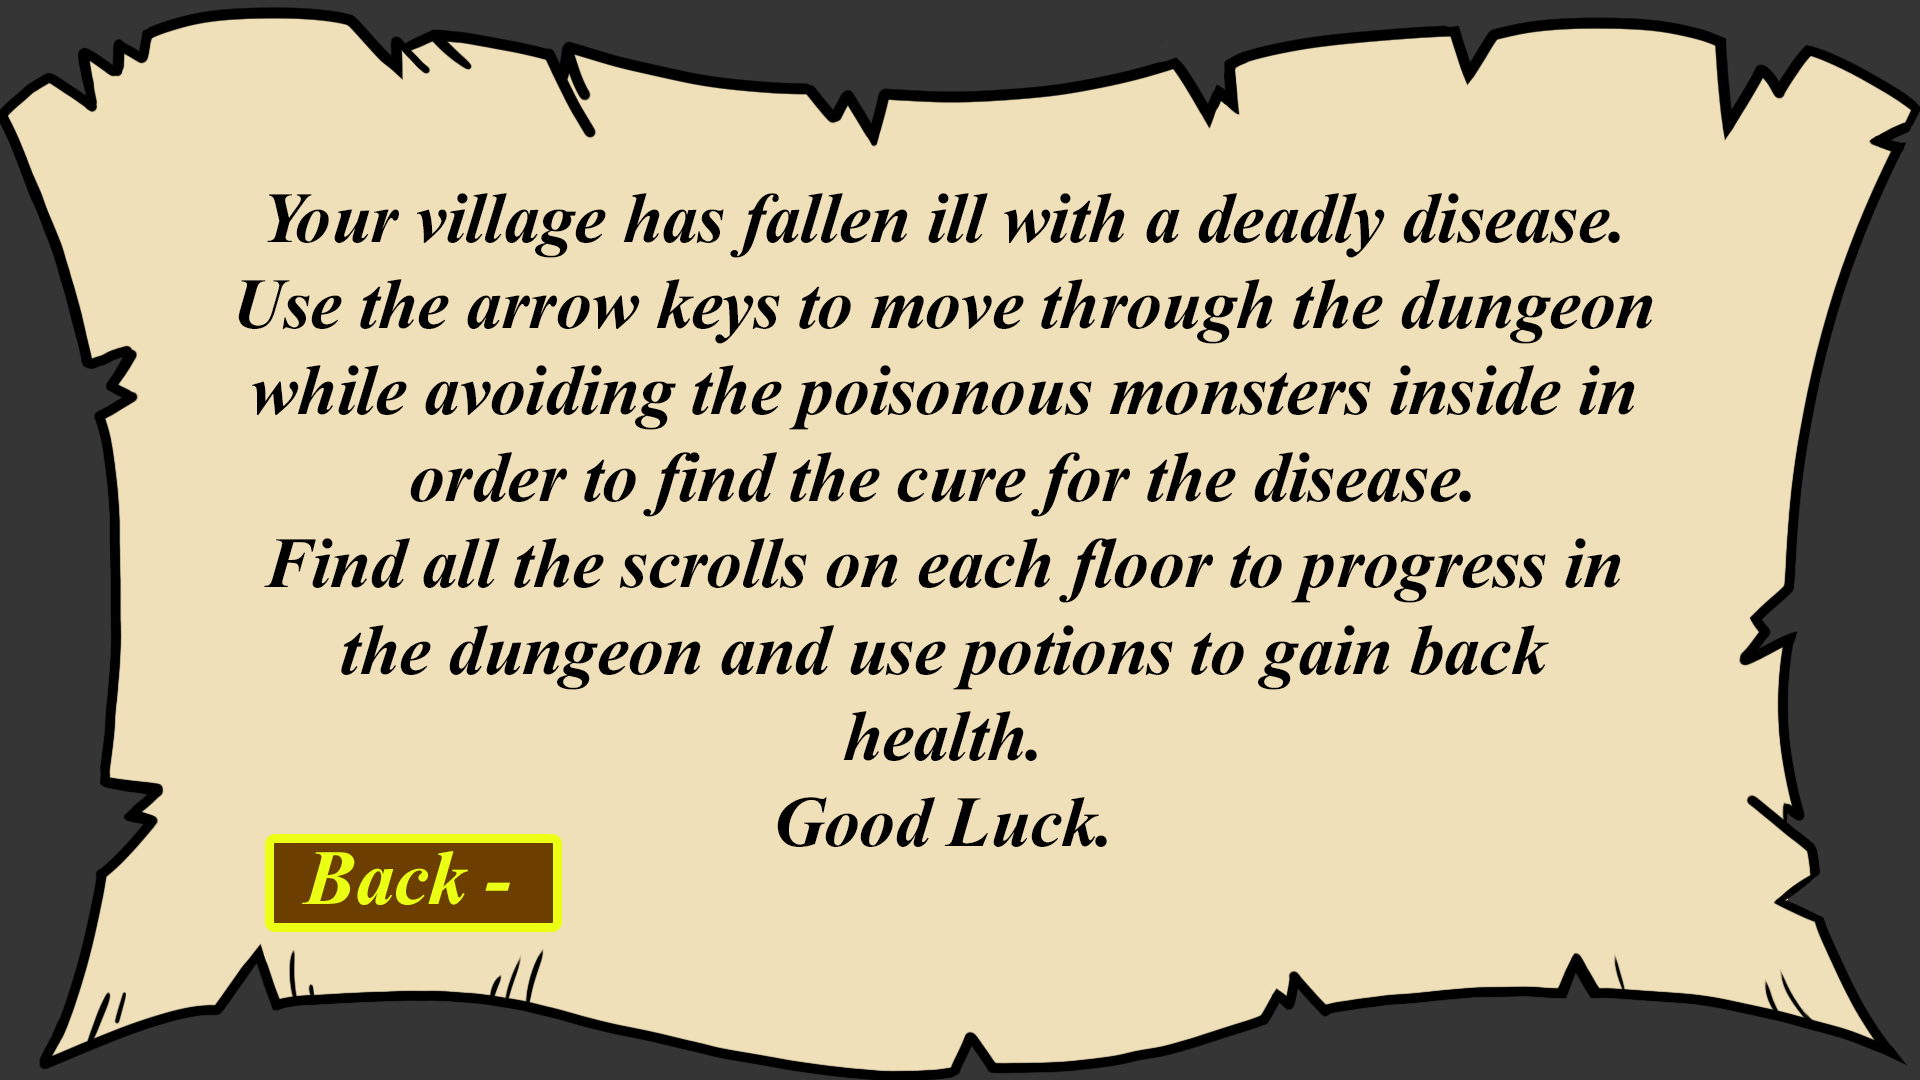 Your village has fallen ill with a deadly disease.
Use the arrow keys to move through the dungeon
while avoiding the poisonous monsters inside in
order to find the cure for the disease.
Find all the scrolls on each floor to progress in
the dungeon and use potions to gain back
health.
Good Luck.
Back -